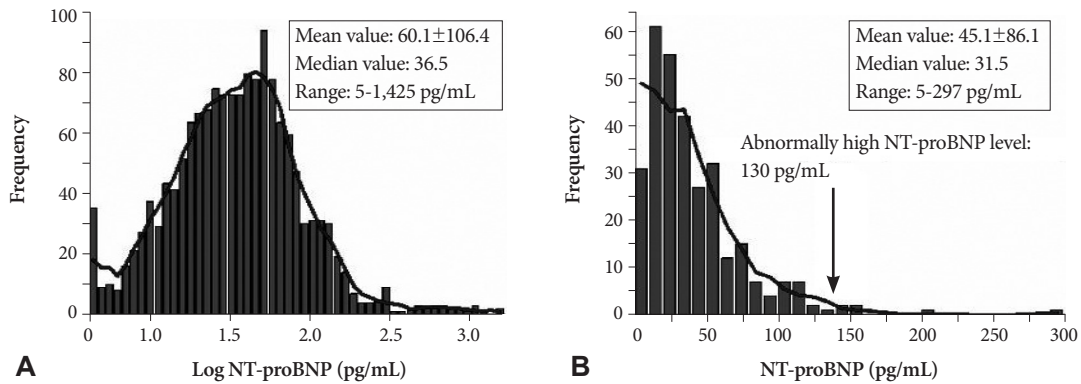 100
80
60
40
20
0
Frequency
Mean value: 60.1±106.4
Median value: 36.5
Range: 5-1,425 pg/mL
0 1.0 1.5 2.0 2.5 3.0
A
Log NT-proBNP (pg/mL)
60
50
40
30
20
10
0
Frequency
Mean value: 45.1±86.1
Median value: 31.5
Range: 5-297 pg/mL
Abnormally high NT-proBNP level:
130 pg/mL
0 50 100 150 200 250 300
B
NT-proBNP (pg/mL)